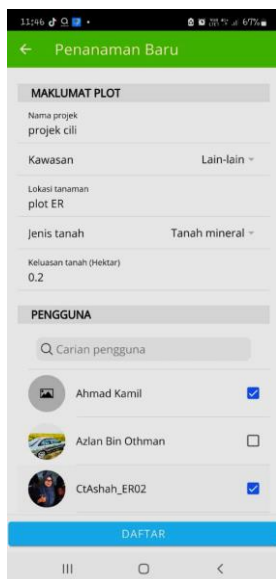 11:46
67%
Penanaman Baru
MAKLUMAT PLOT
Nama projek
projek cili
Kawasan Lain-lain
Lokasi tanaman
plot ER
Jenis tanah Tanah mineral
Keluasan tanah (Hektar)
0.2
PENGGUNA
Carian pengguna
Ahmad Kamil
Azlan Bin Othman
CtAshah_ER02
DAFTAR